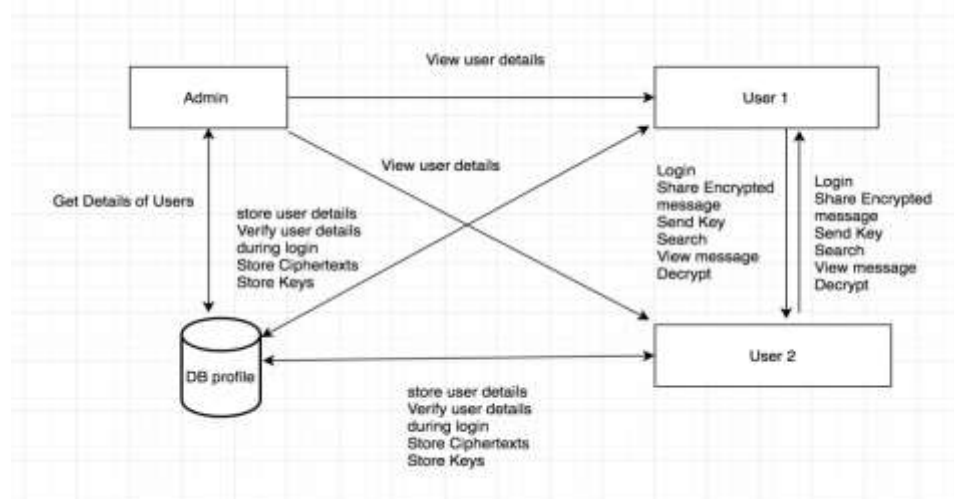 View user details
Admin
User 1
View user details
Get Details of Users
store user details
Verify user details
during login
Store Ciphertexts
Store Keys
Login
Share Encrypted
message
Send Key
Search
View message
Decrypt
Login
Share Encrypted
message
Send Key
Search
View message
Decrypt
DB profile
User 2
store user details
Verify user details
during login
Store Ciphertexts
Store Keys